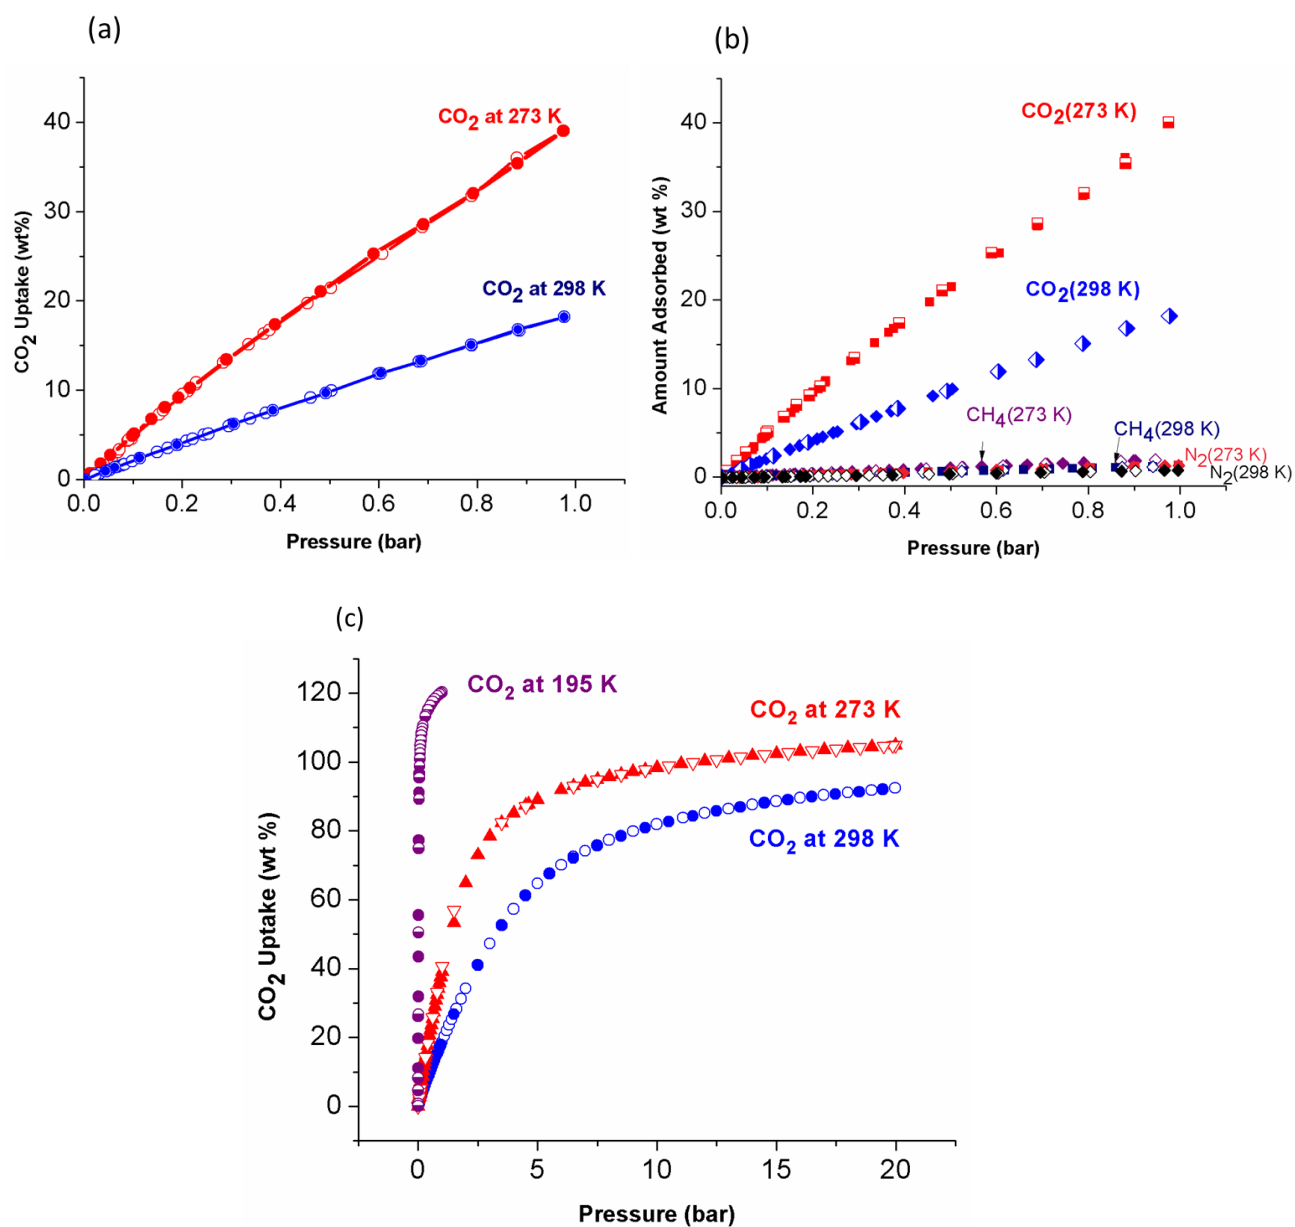 (a)
CO2 Uptake (wt%)
40
30
20
10
0
CO2 at 273 K
CO2 at 298 K
0.0 0.2 0.4 0.6 0.8 1.0
Pressure (bar)
(b)
Amount Adsorbed (wt %)
40
30
20
10
0
CO2(273 K)
CO2(298 K)
CH4(273 K)
CH4(298 K)
N2(273 K)
N2(298 K)
0.0 0.2 0.4 0.6 0.8 1.0
Pressure (bar)
(c)
CO2 Uptake (wt %)
120
100
80
60
40
20
0
CO2 at 195 K
CO2 at 273 K
CO2 at 298 K
0 5 10 15 20
Pressure (bar)